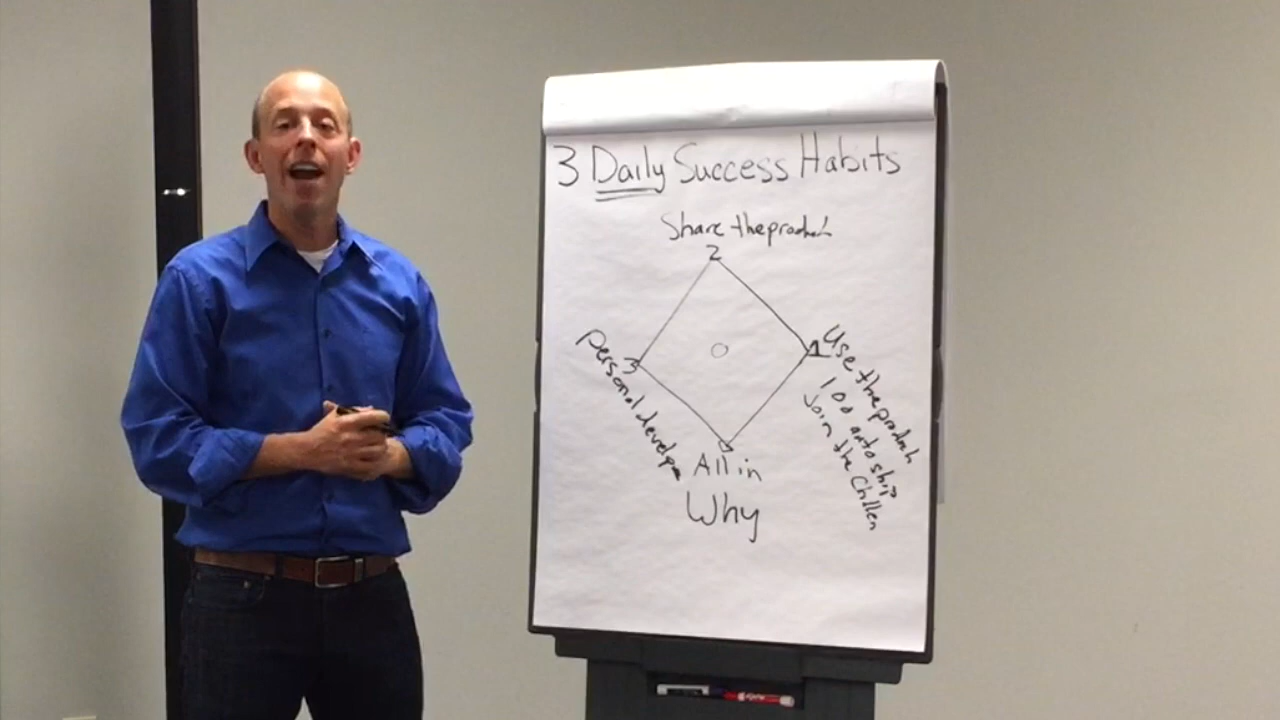 3 Daily Success Habits
Share the product
2
1
Use the product
100 autoship
Join the Challen
3
Personal develop
All in
Why